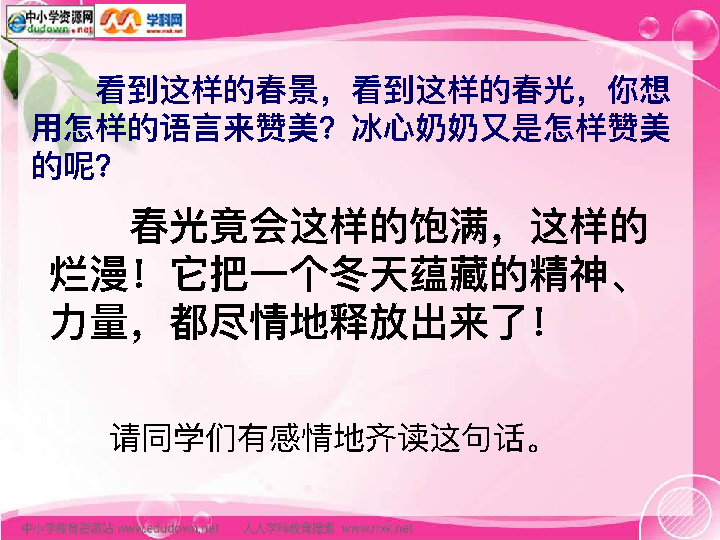 中小学资源网
edudown.net
学科网
www.nxk.net
看到这样的春景，看到这样的春光，你想
用怎样的语言来赞美？冰心奶奶又是怎样赞美
的呢？
春光竟会这样的饱满，这样的
烂漫！它把一个冬天蕴藏的精神、
力量，都尽情地释放出来了！
请同学们有感情地齐读这句话。
中小学教育资源站 www.edudown.net 人人学科教育搜索 www.rrxk.net